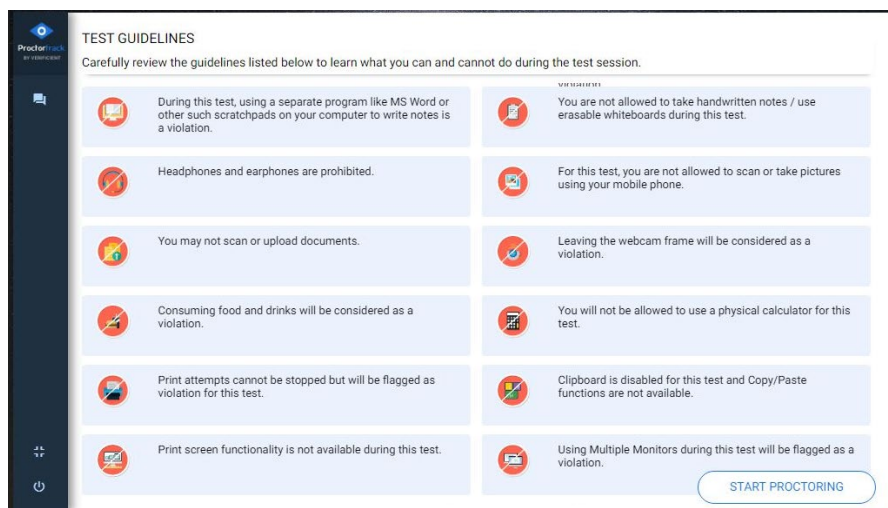 Proctortrack
BY VERIFICIENT
TEST GUIDELINES
Carefully review the guidelines listed below to learn what you can and cannot do during the test session.
During this test, using a separate program like MS Word or
other such scratchpads on your computer to write notes is
a violation.
violation.
You are not allowed to take handwritten notes / use
erasable whiteboards during this test.
Headphones and earphones are prohibited.
For this test, you are not allowed to scan or take pictures
using your mobile phone.
You may not scan or upload documents.
Leaving the webcam frame will be considered as a
violation.
Consuming food and drinks will be considered as a
violation.
You will not be allowed to use a physical calculator for this
test.
Print attempts cannot be stopped but will be flagged as
violation for this test.
Clipboard is disabled for this test and Copy/Paste
functions are not available.
Print screen functionality is not available during this test.
Using Multiple Monitors during this test will be flagged as a
violation.
START PROCTORING